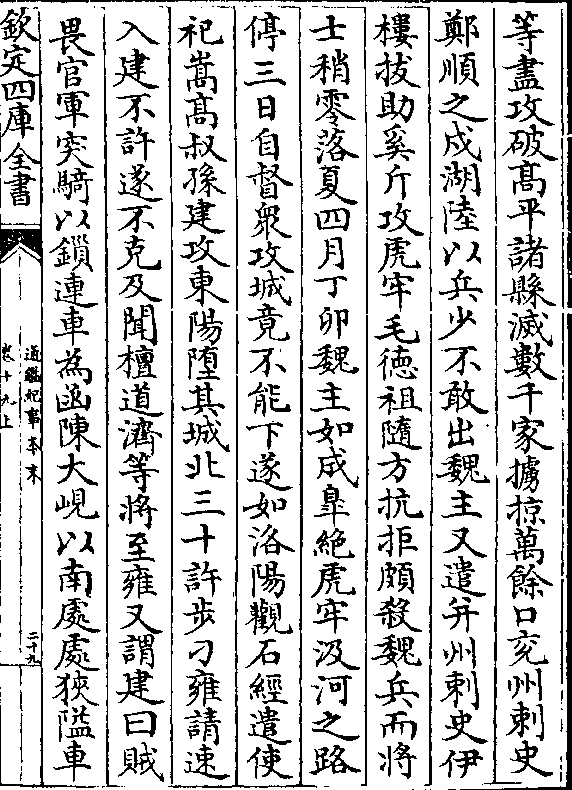 等盡攻破髙平諸縣滅數千家擄掠萬餘口兖州刺史
鄭順之戍湖陸以兵少不敢出魏主又遣并州刺史伊
樓拔助奚斤攻虎牢毛德祖隨方抗拒頗殺魏兵而將
士稍零落夏四月丁卯魏主如成臯絶虎牢汲河之路
停三日自督衆攻城竟不能下遂如洛陽觀石經遣使
祀嵩髙叔孫建攻東陽墮其城北三十許步刁雍請速
入建不許遂不克及聞檀道濟等將至雍又謂建曰賊
畏官軍突騎以鎖連車為函陳大峴以南處處狹隘車
欽定四庫全書
通鑑紀事本末
卷十九上
二十九